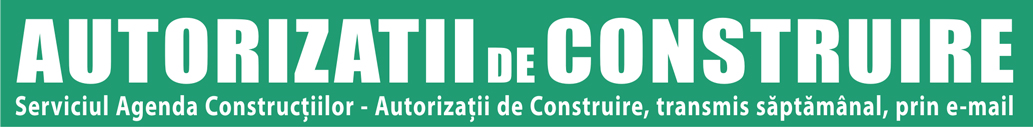 AUTORIZATII DE CONSTRUIRE
Serviciul Agenda Construcțiilor - Autorizații de Construire, transmis săptămânal, prin e-mail